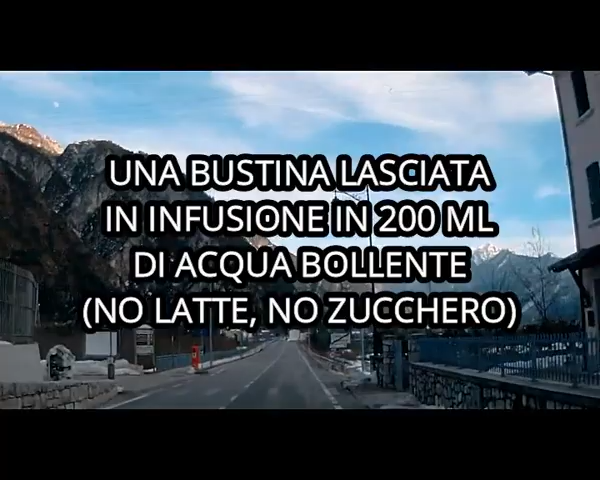 UNA BUSTINA LASCIATA
IN INFUSIONE IN 200 ML
DI ACQUA BOLLENTE
(NO LATTE, NO ZUCCHERO)